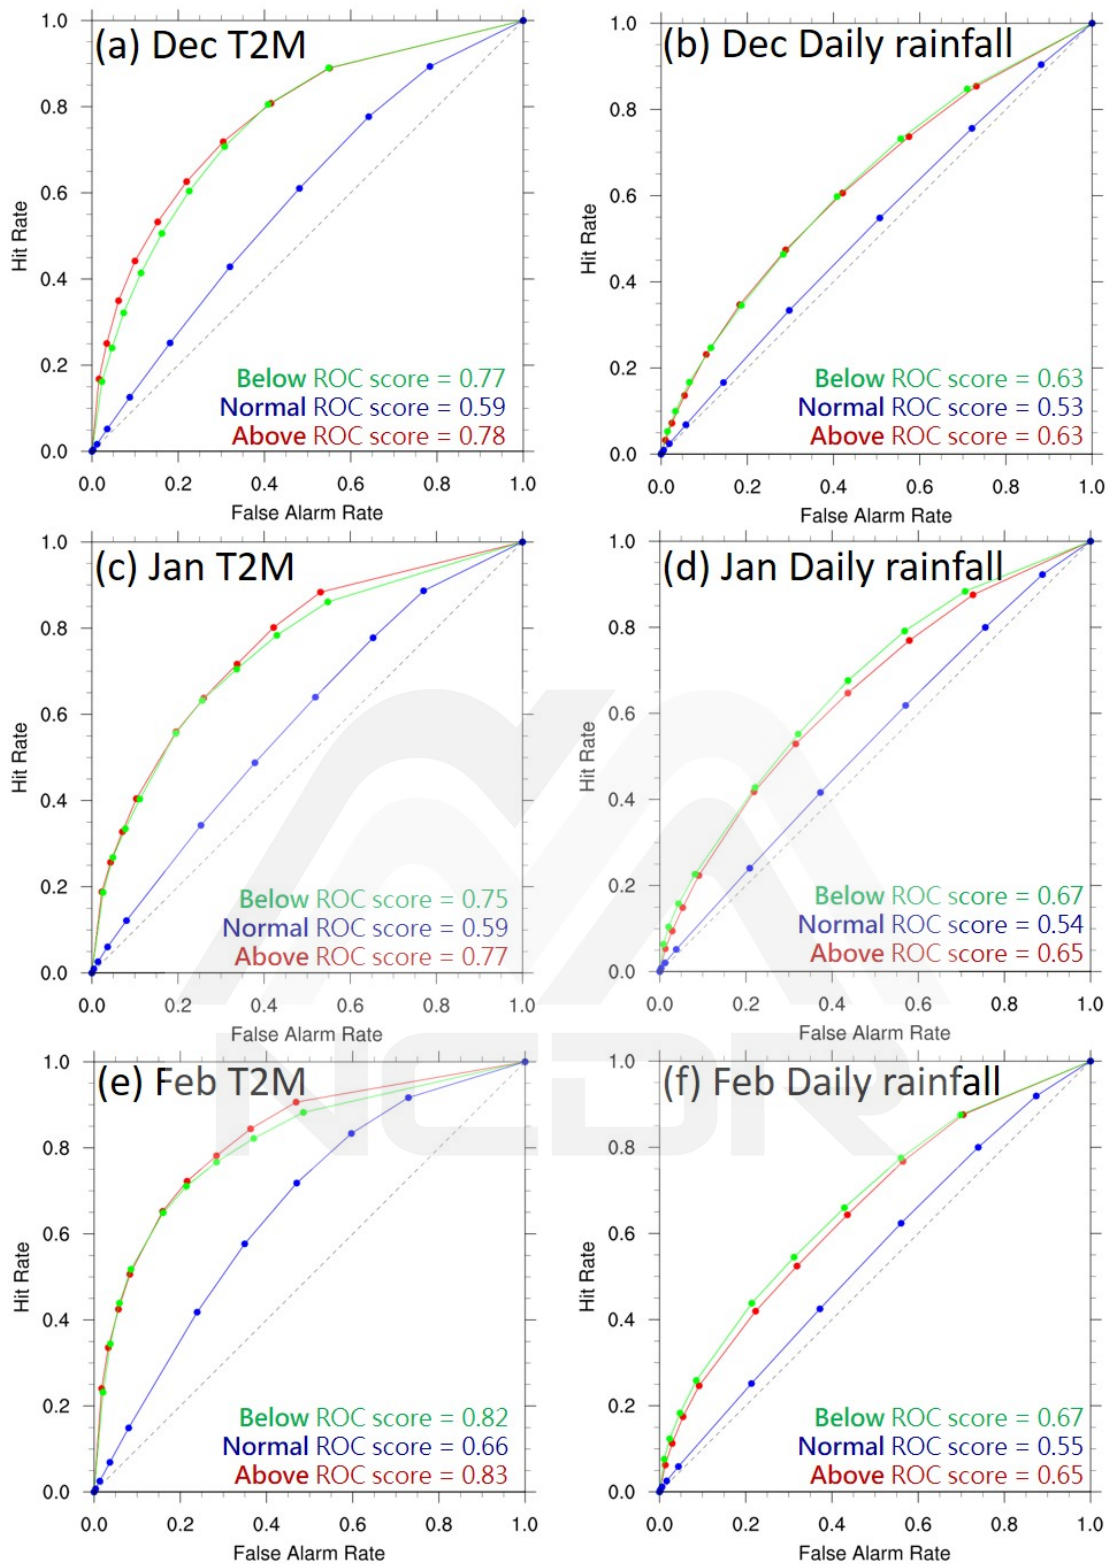 (a) Dec T2M
1.0
0.8
0.6
0.4
0.2
0.0
Hit Rate
Below ROC score = 0.77
Normal ROC score = 0.59
Above ROC score = 0.78
0.0 0.2 0.4 0.6 0.8 1.0
False Alarm Rate
(b) Dec Daily rainfall
1.0
0.8
0.6
0.4
0.2
0.0
Hit Rate
Below ROC score = 0.63
Normal ROC score = 0.53
Above ROC score = 0.63
0.0 0.2 0.4 0.6 0.8 1.0
False Alarm Rate
(c) Jan T2M
1.0
0.8
0.6
0.4
0.2
0.0
Hit Rate
Below ROC score = 0.75
Normal ROC score = 0.59
Above ROC score = 0.77
0.0 0.2 0.4 0.6 0.8 1.0
False Alarm Rate
(d) Jan Daily rainfall
1.0
0.8
0.6
0.4
0.2
0.0
Hit Rate
Below ROC score = 0.67
Normal ROC score = 0.54
Above ROC score = 0.65
0.0 0.2 0.4 0.6 0.8 1.0
False Alarm Rate
NCDR
(e) Feb T2M
1.0
0.8
0.6
0.4
0.2
0.0
Hit Rate
Below ROC score = 0.82
Normal ROC score = 0.66
Above ROC score = 0.83
0.0 0.2 0.4 0.6 0.8 1.0
False Alarm Rate
(f) Feb Daily rainfall
1.0
0.8
0.6
0.4
0.2
0.0
Hit Rate
Below ROC score = 0.67
Normal ROC score = 0.55
Above ROC score = 0.65
0.0 0.2 0.4 0.6 0.8 1.0
False Alarm Rate